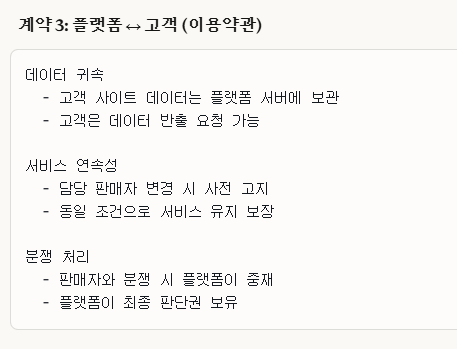 계약 3: 플랫폼 ↔ 고객 (이용약관)
데이터 귀속
- 고객 사이트 데이터는 플랫폼 서버에 보관
- 고객은 데이터 반출 요청 가능
서비스 연속성
- 담당 판매자 변경 시 사전 고지
- 동일 조건으로 서비스 유지 보장
분쟁 처리
- 판매자와 분쟁 시 플랫폼이 중재
- 플랫폼이 최종 판단권 보유